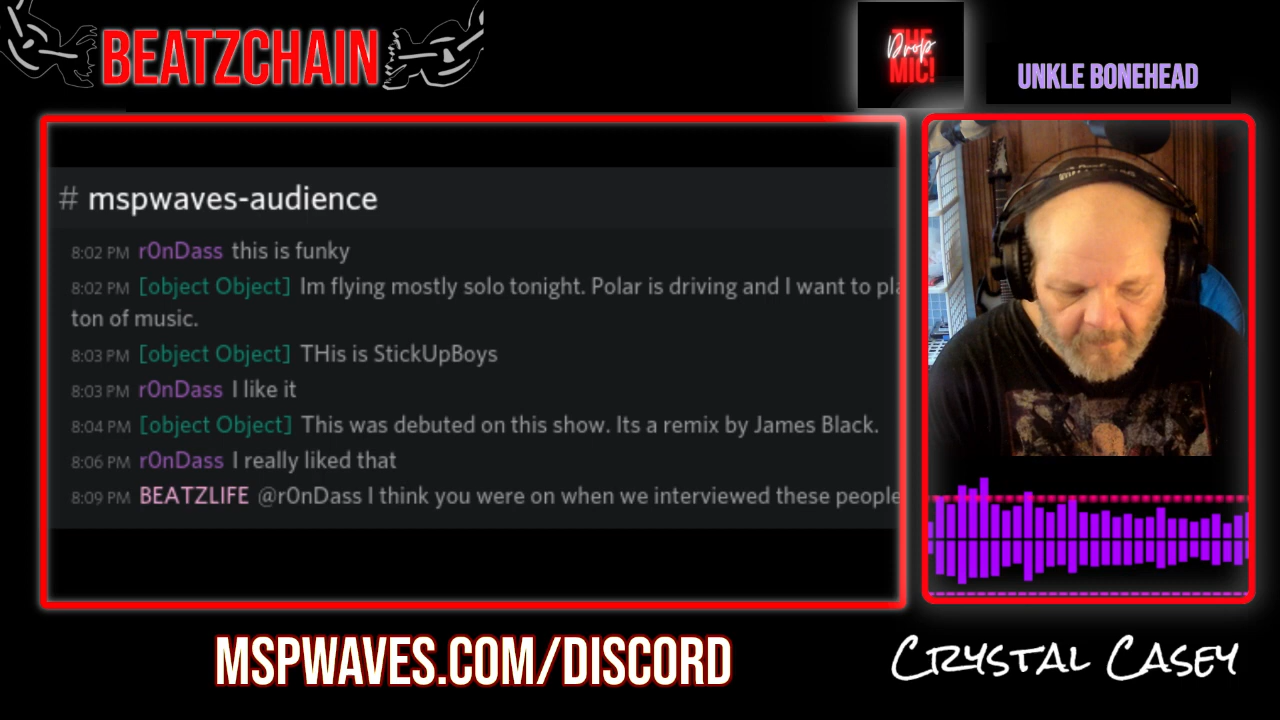 BEATZCHAIN
THE
Drop
MIC!
UNKLE BONEHEAD
# mspwaves-audience
8:02 PM r0nDass this is funky
8:02 PM [object Object] Im flying mostly solo tonight. Polar is driving and I want to pla
ton of music.
8:03 PM [object Object] THis is StickUpBoys
8:03 PM r0nDass I like it
8:04 PM [object Object] This was debuted on this show. Its a remix by James Black.
8:06 PM r0nDass I really liked that
8:09 PM BEATZLIFE @r0nDass I think you were on when we interviewed these people
MSPWAVES.COM/DISCORD
Crystal Casey